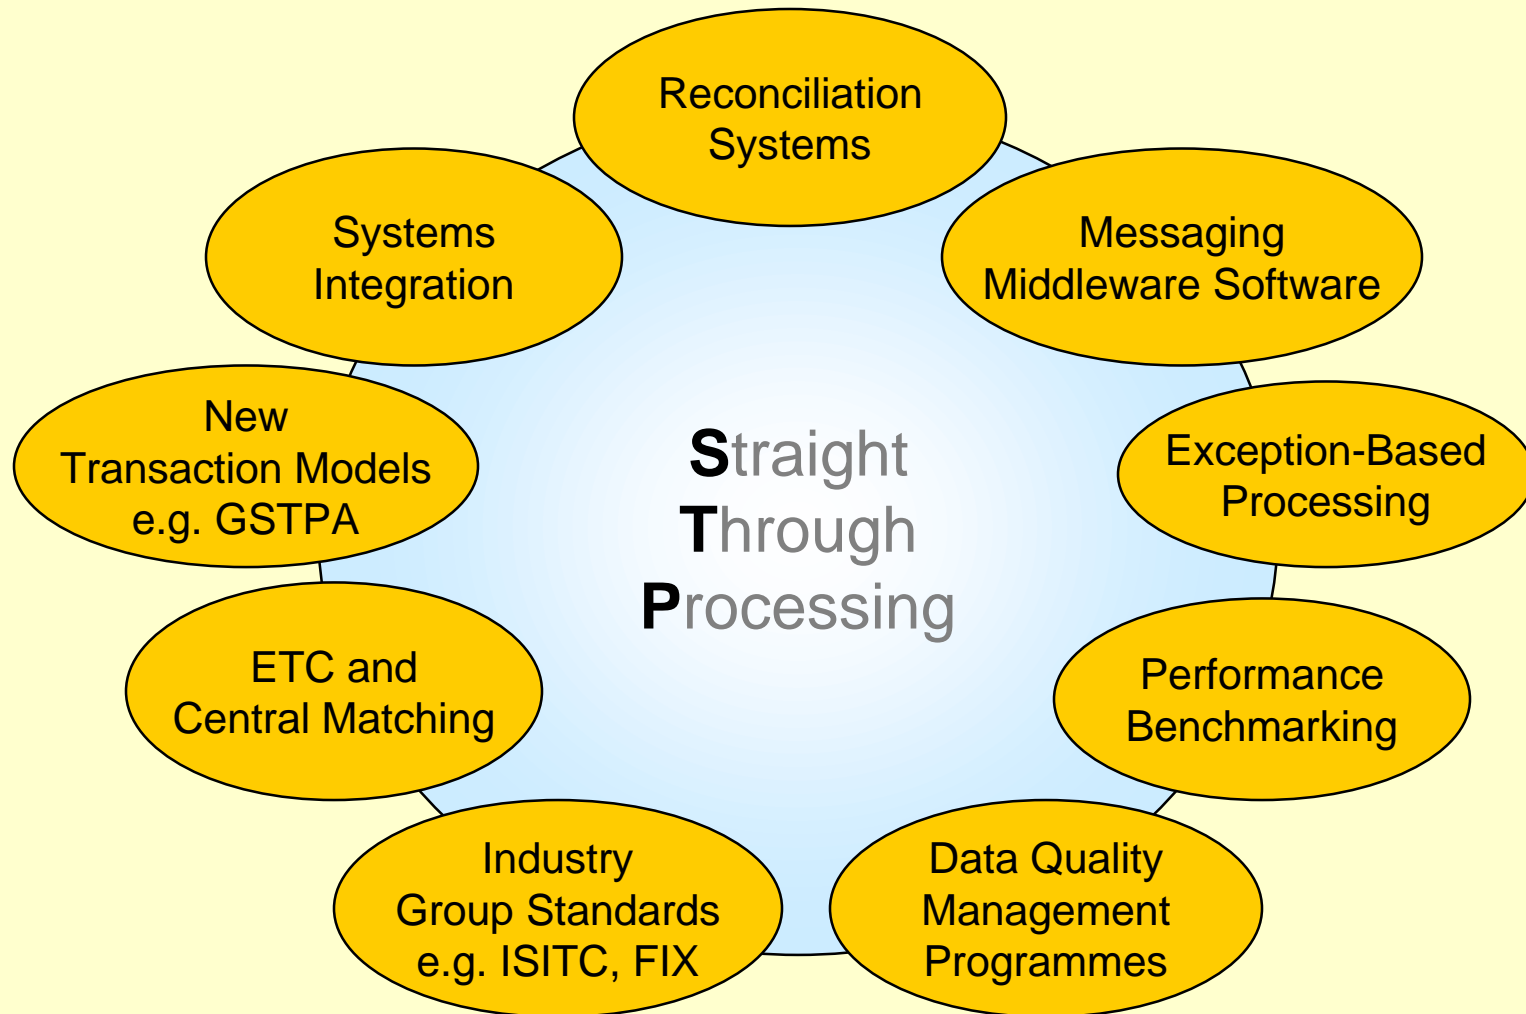 Reconciliation
Systems
Systems
Integration
Messaging
Middleware Software
New
Transaction Models
e.g. GSTPA
Straight
Through
Processing
Exception-Based
Processing
ETC and
Central Matching
Performance
Benchmarking
Industry
Group Standards
e.g. ISITC, FIX
Data Quality
Management
Programmes